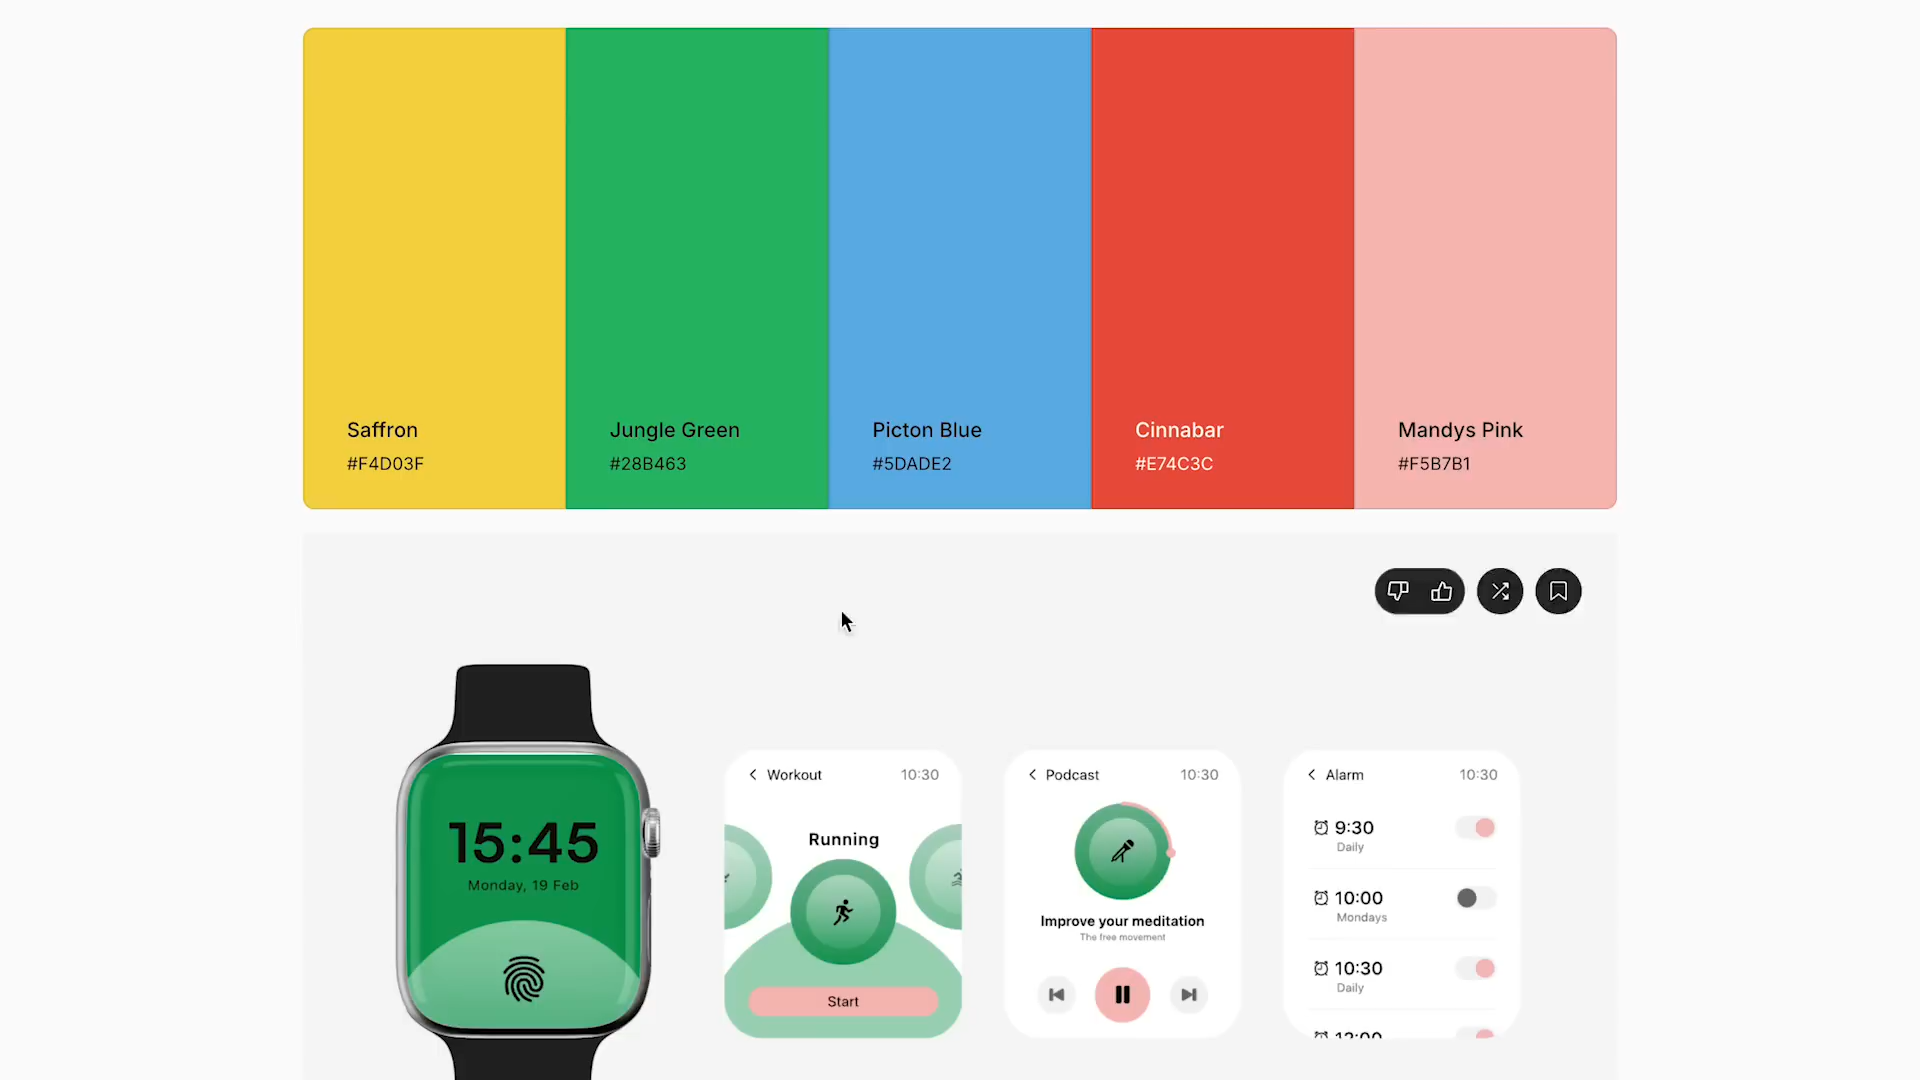 Saffron
#F4D03F
Jungle Green
#28B463
Picton Blue
#5DADE2
Cinnabar
#E74C3C
Mandys Pink
#F5B7B1
15:45
Monday, 19 Feb
Workout 10:30
Running
Start
Podcast 10:30
Improve your meditation
The free movement
Alarm 10:30
9:30
Daily
10:00
Mondays
10:30
Daily
12:00